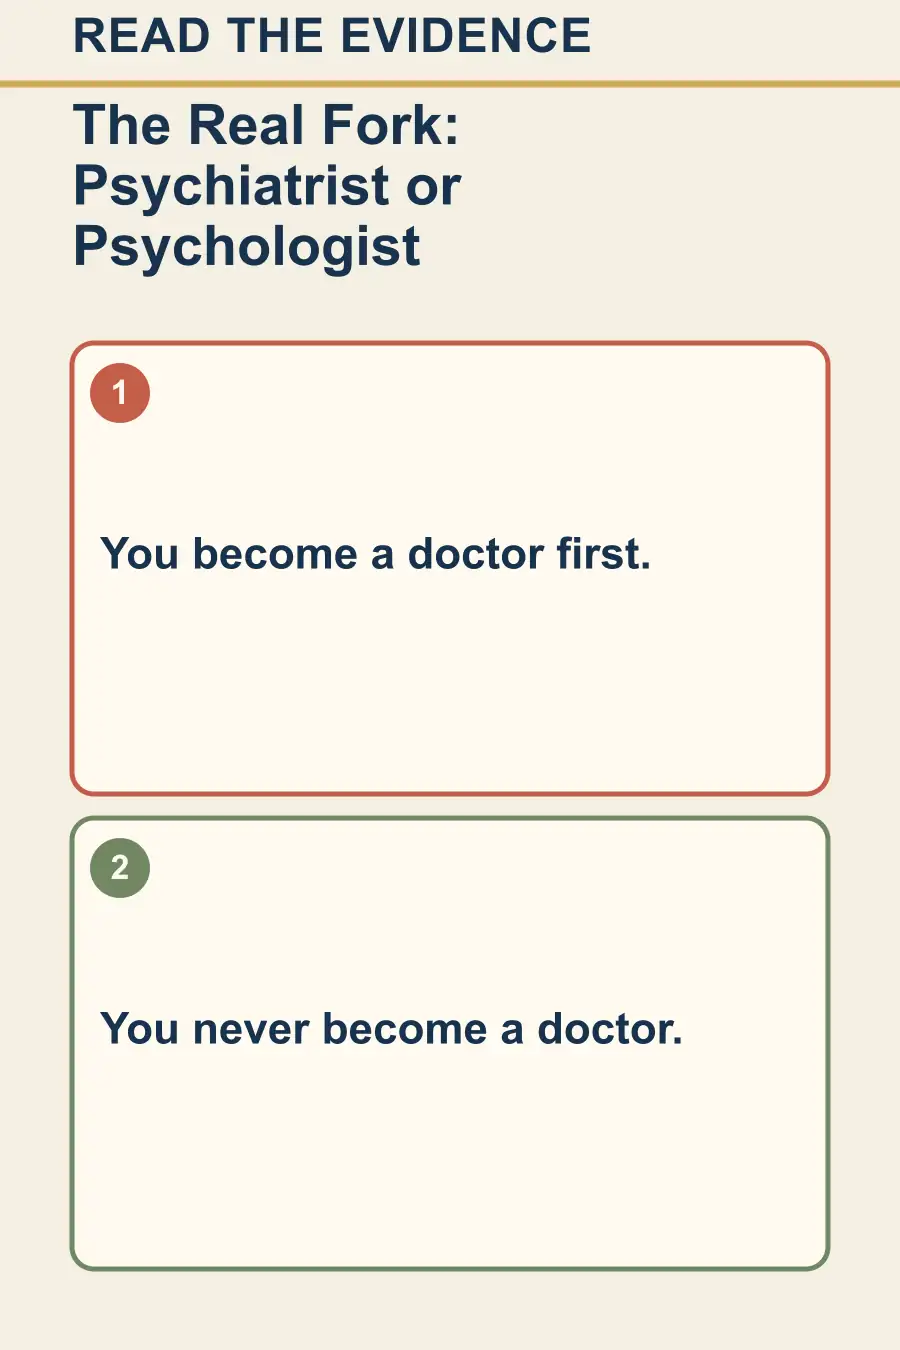 READ THE EVIDENCE
The Real Fork:
Psychiatrist or
Psychologist
1
You become a doctor first.
2
You never become a doctor.